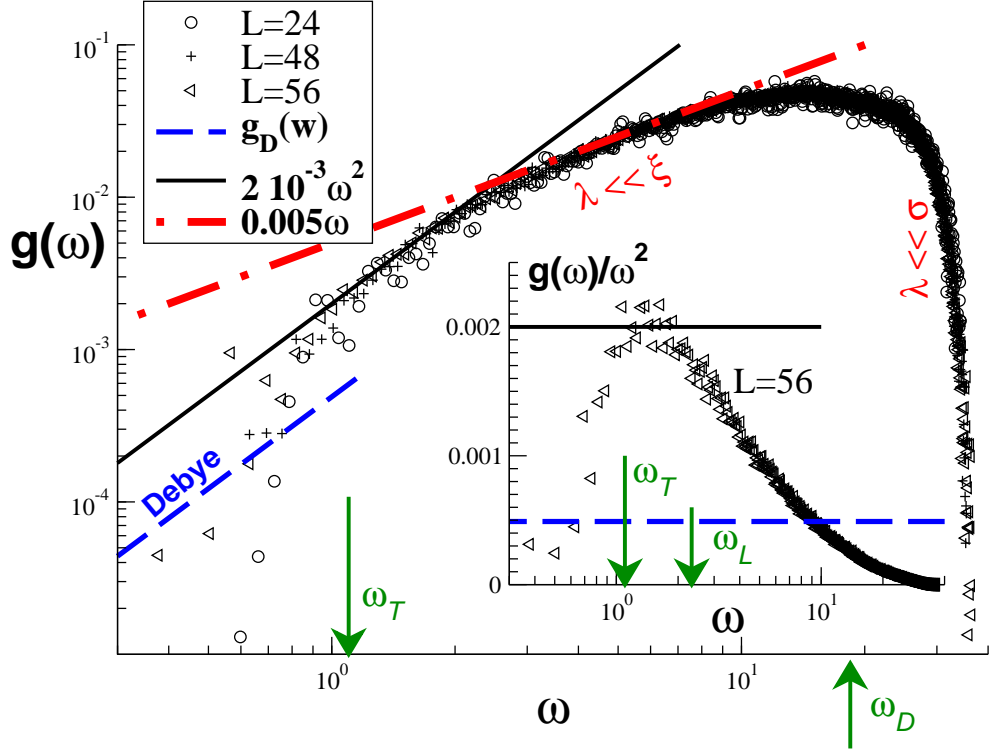 L=24
L=48
L=56
g_D(w)
2 10^-3ω^2
0.005ω
10^-1
10^-2
10^-3
10^-4
g(ω)
λ << ξ
λ << σ
Debye
ω_T
g(ω)/ω^2
0.002
0.001
0
L=56
ω_T
ω_L
10^0
10^1
ω
10^0
10^1
ω
ω_D